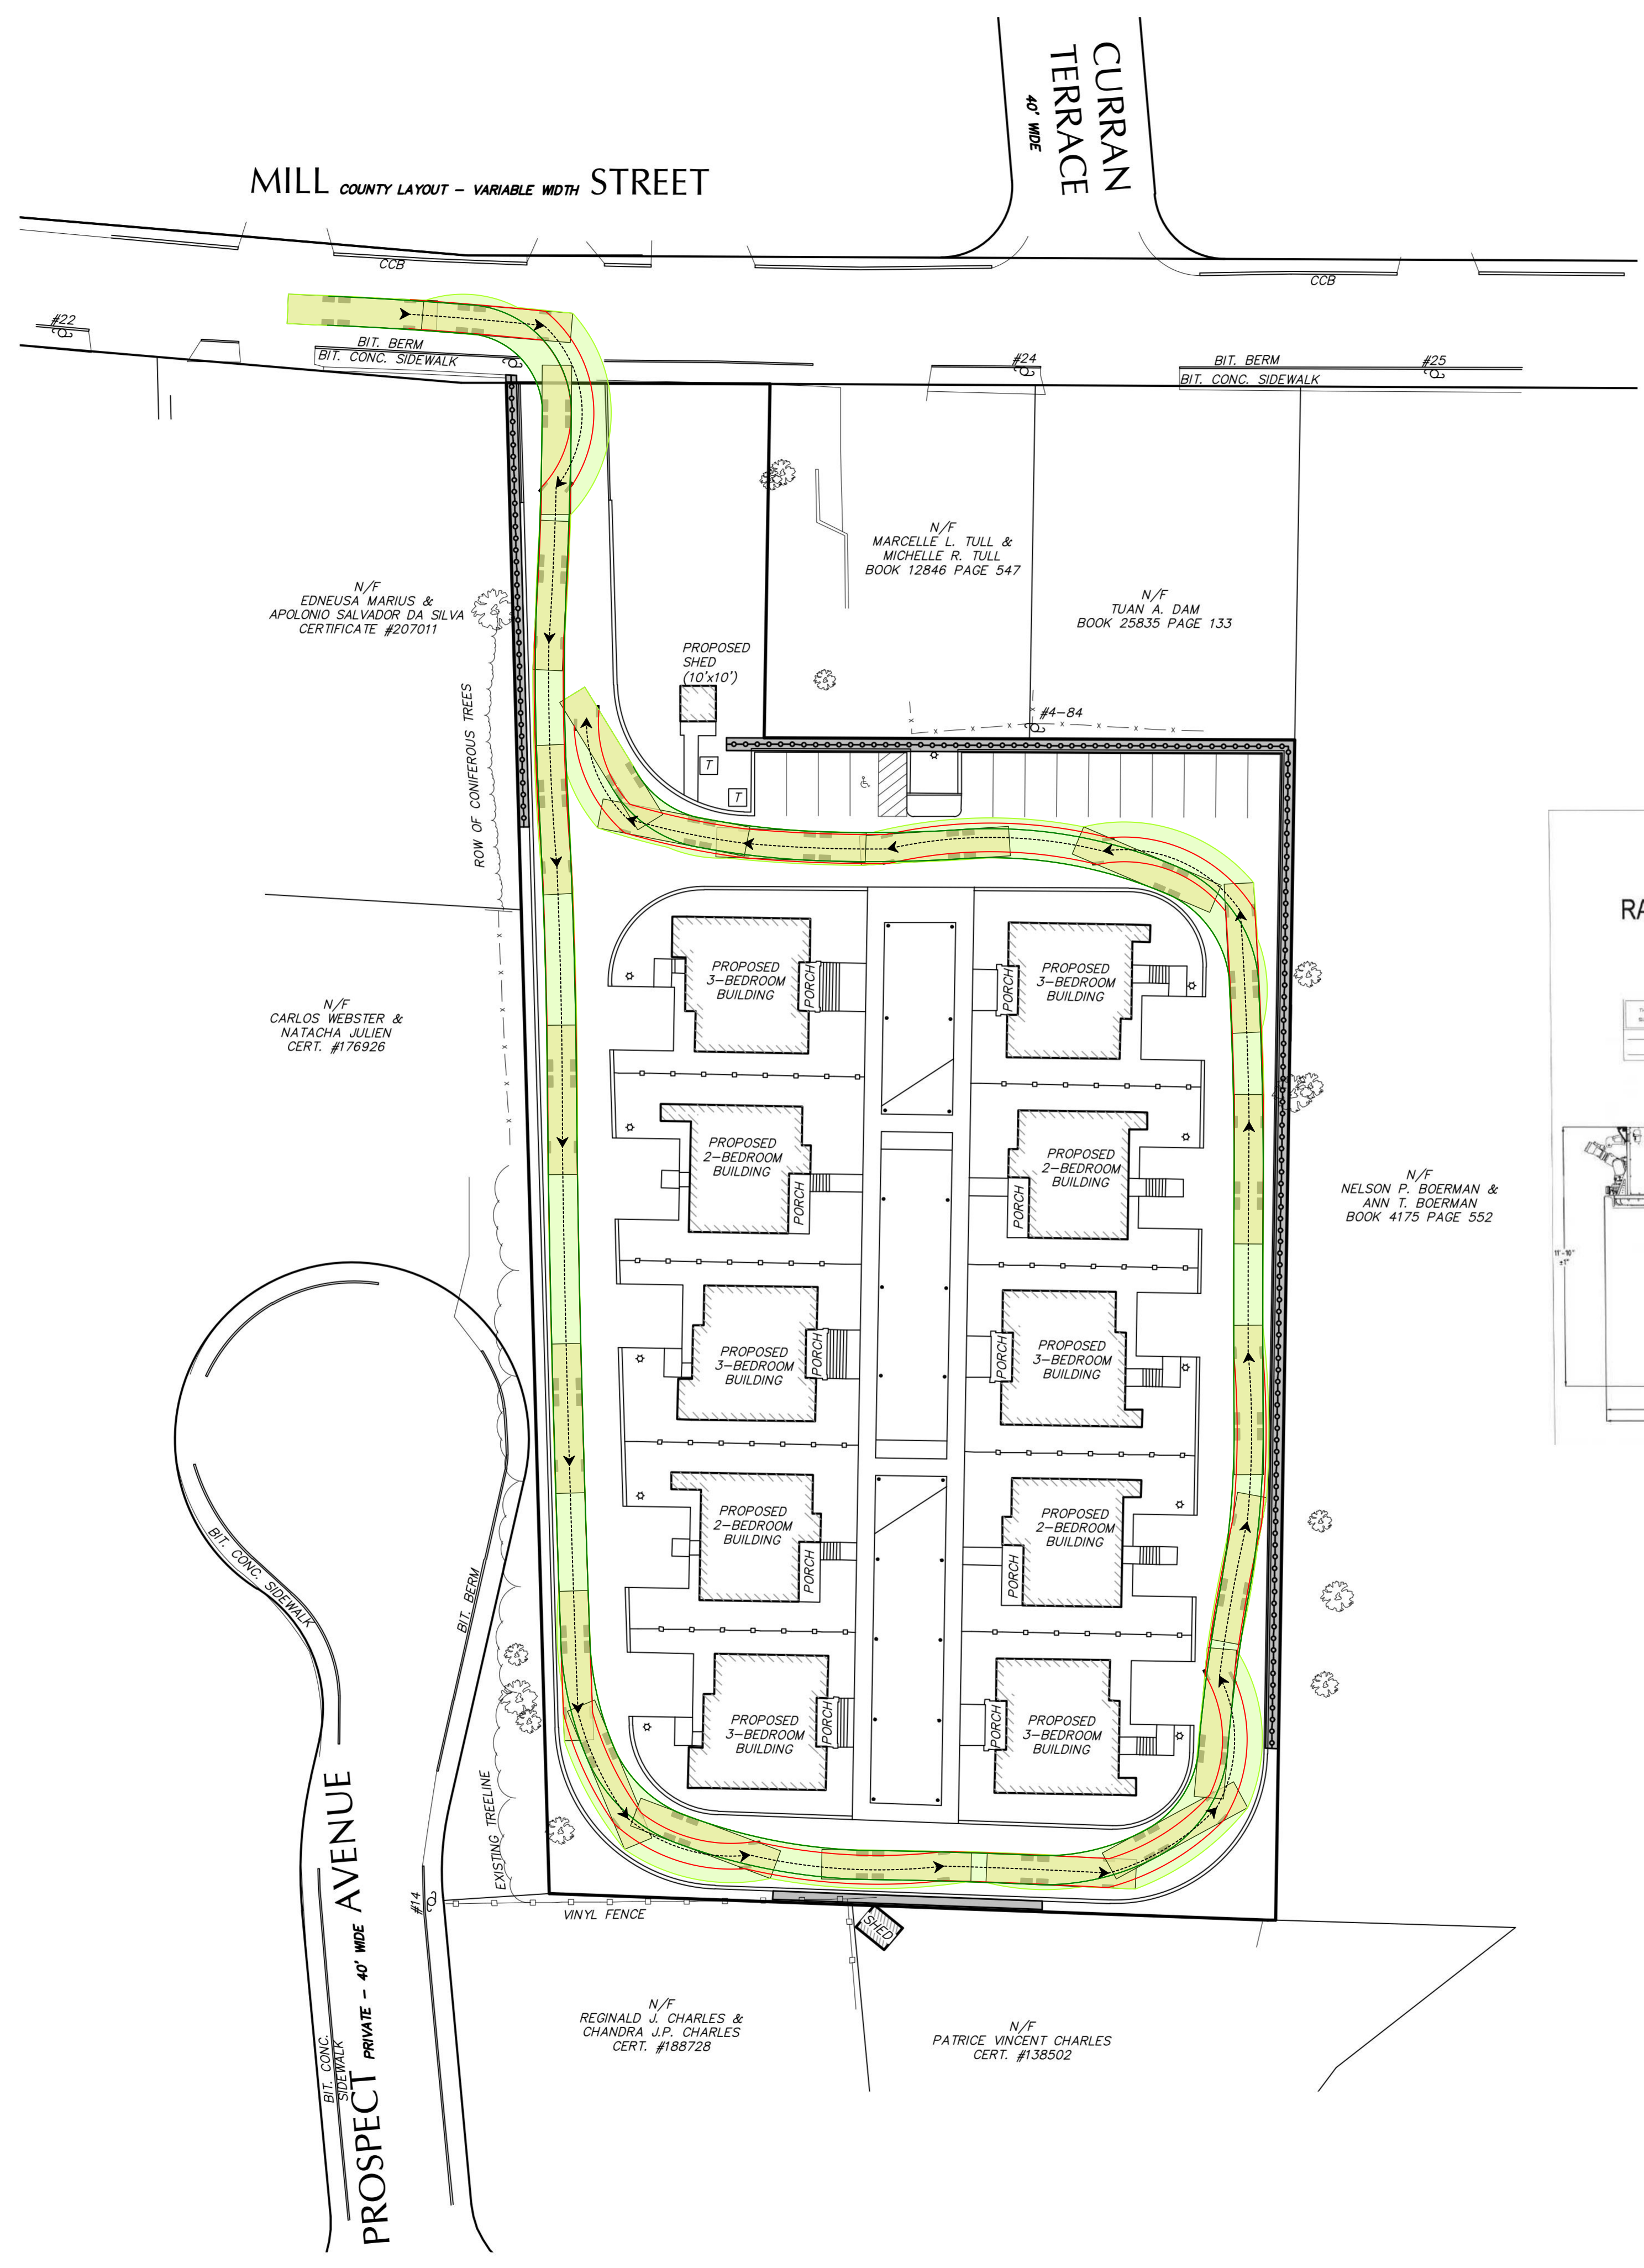 CURRAN
TERRACE
40' WIDE
MILL COUNTY LAYOUT - VARIABLE WIDTH STREET
CCB
CCB
#22
BIT. BERM
BIT. CONC. SIDEWALK
#24
BIT. BERM
#25
BIT. CONC. SIDEWALK
N/F
MARCELLE L. TULL &
MICHELLE R. TULL
BOOK 12846 PAGE 547
N/F
EDNEUSA MARIUS &
APOLONIO SALVADOR DA SILVA
CERTIFICATE #207011
N/F
TUAN A. DAM
BOOK 25835 PAGE 133
PROPOSED
SHED
(10'x10')
ROW OF CONIFEROUS TREES
#4-84
T
T
RA
N/F
CARLOS WEBSTER &
NATACHA JULIEN
CERT. #176926
PROPOSED
3-BEDROOM
BUILDING
PORCH
PORCH
PROPOSED
3-BEDROOM
BUILDING
PROPOSED
2-BEDROOM
BUILDING
PORCH
PORCH
PROPOSED
2-BEDROOM
BUILDING
N/F
NELSON P. BOERMAN &
ANN T. BOERMAN
BOOK 4175 PAGE 552
11'-10"
±1"
PROPOSED
3-BEDROOM
BUILDING
PORCH
PORCH
PROPOSED
3-BEDROOM
BUILDING
PROPOSED
2-BEDROOM
BUILDING
PORCH
PORCH
PROPOSED
2-BEDROOM
BUILDING
BIT. CONC. SIDEWALK
BIT. BERM
PROPOSED
3-BEDROOM
BUILDING
PORCH
PORCH
PROPOSED
3-BEDROOM
BUILDING
EXISTING TREELINE
#14
VINYL FENCE
SHED
PROSPECT PRIVATE - 40' WIDE AVENUE
BIT. CONC.
SIDEWALK
N/F
REGINALD J. CHARLES &
CHANDRA J.P. CHARLES
CERT. #188728
N/F
PATRICE VINCENT CHARLES
CERT. #138502